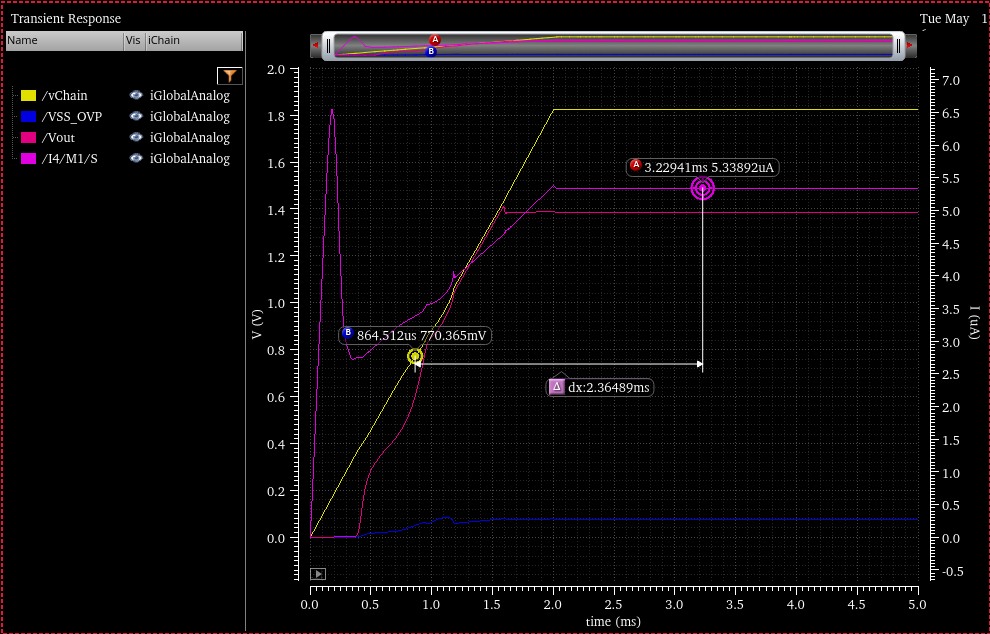 Transient Response
Tue May 1
Name Vis iChain
/vChain iGlobalAnalog
/VSS_OVP iGlobalAnalog
/Vout iGlobalAnalog
/I4/M1/S iGlobalAnalog
A
B
2.0
1.8
1.6
1.4
1.2
1.0
0.8
0.6
0.4
0.2
0.0
V (V)
A 3.22941ms 5.33892uA
B 864.512us 770.365mV
Δ dx:2.36489ms
7.0
6.5
6.0
5.5
5.0
4.5
4.0
3.5
3.0
2.5
2.0
1.5
1.0
0.5
0.0
-0.5
I (uA)
0.0 0.5 1.0 1.5 2.0 2.5 3.0 3.5 4.0 4.5 5.0
time (ms)